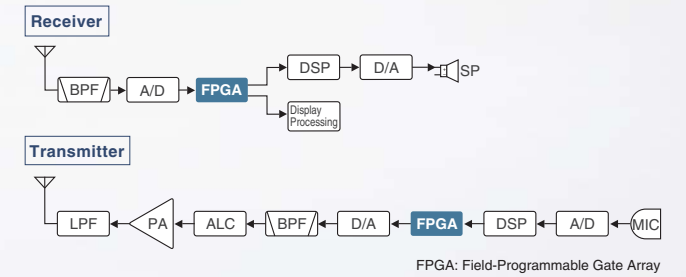 Receiver
DSP
D/A
SP
BPF
A/D
FPGA
Display
Processing
Transmitter
LPF
PA
ALC
BPF
D/A
FPGA
DSP
A/D
MIC
FPGA: Field-Programmable Gate Array